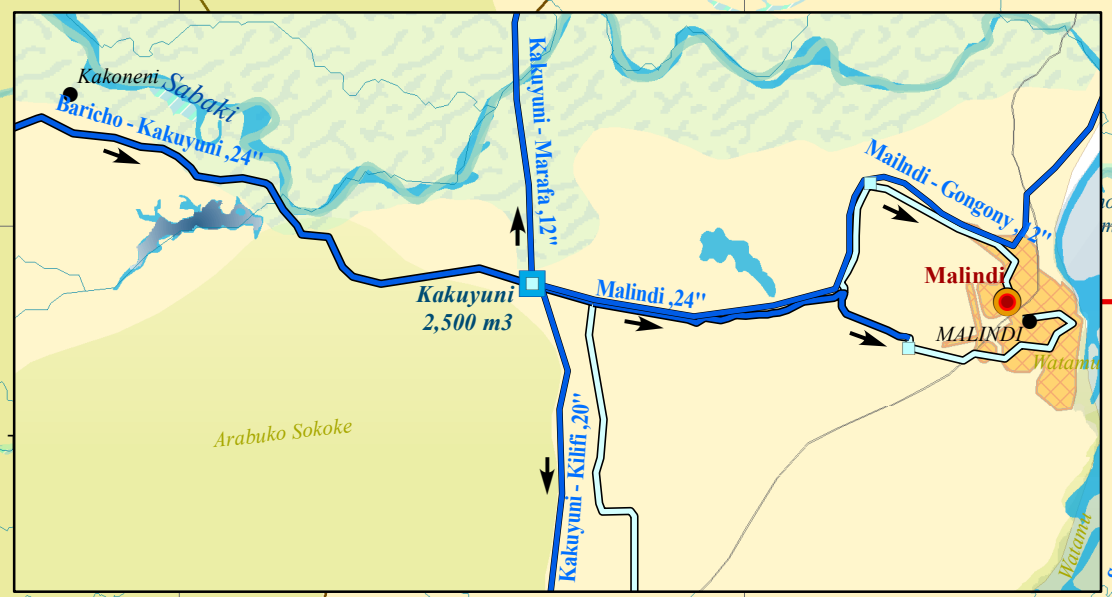 Kakoneni
Sabaki
Baricho - Kakuyuni ,24"
Kakuyuni - Marafa ,12"
Mailndi - Gongony ,12"
Kakuyuni
2,500 m3
Malindi ,24"
Malindi
MALINDI
Watamu
Arabuko Sokoke
Kakuyuni - Kilifi ,20"
Watamu